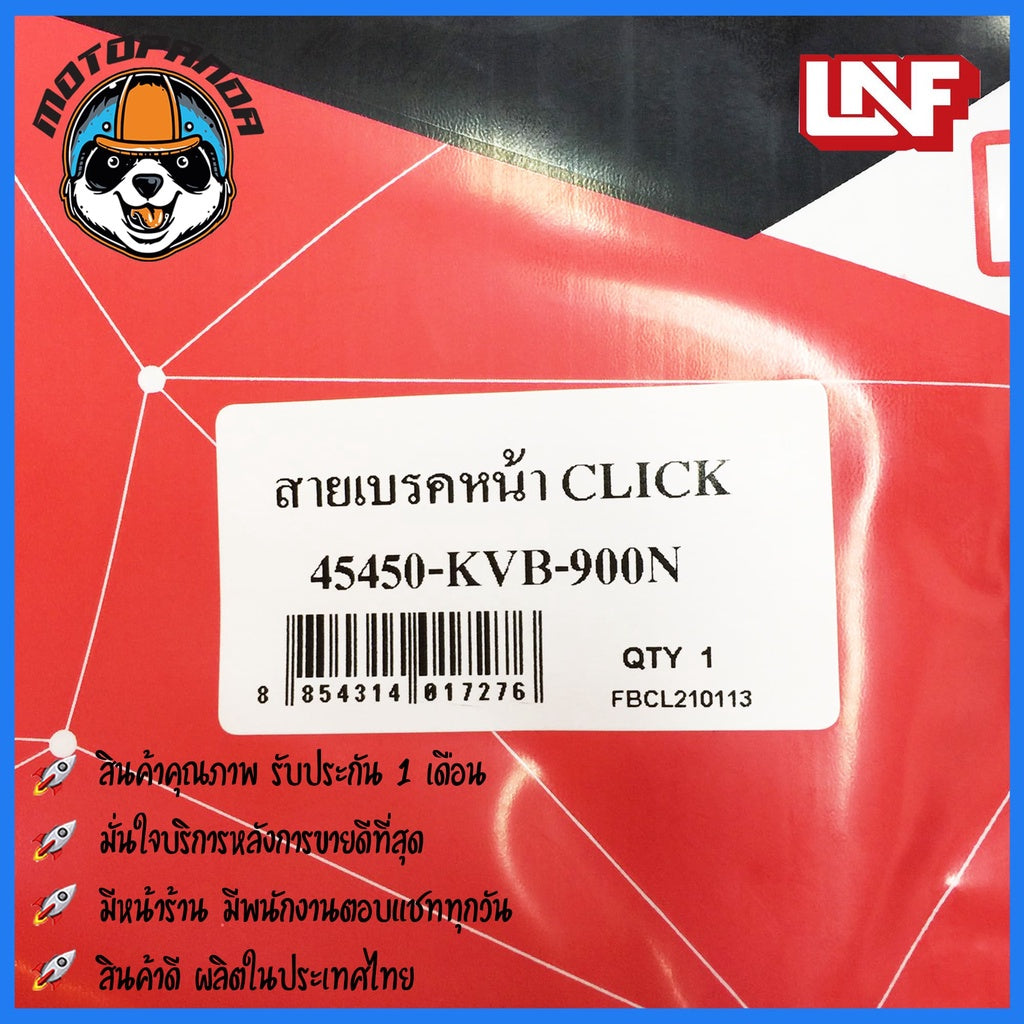 MOTOPANDA
LNF
สายเบรคหน้า CLICK
45450-KVB-900N
QTY 1
8 854314 017276
FBCL210113
สินค้าคุณภาพ รับประกัน 1 เดือน
มั่นใจบริการหลังการขายดีที่สุด
มีหน้าร้าน มีพนักงานตอบแชททุกวัน
สินค้าดี ผลิตในประเทศไทย